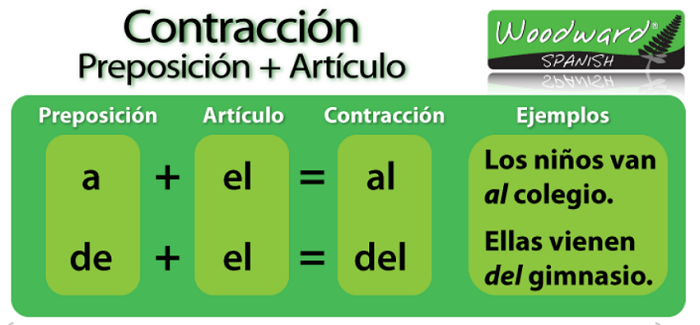 Contracción
Preposición + Artículo
Woodward®
SPANISH
Preposición Artículo Contracción Ejemplos
a + el = al
Los niños van
al colegio.
de + el = del
Ellas vienen
del gimnasio.